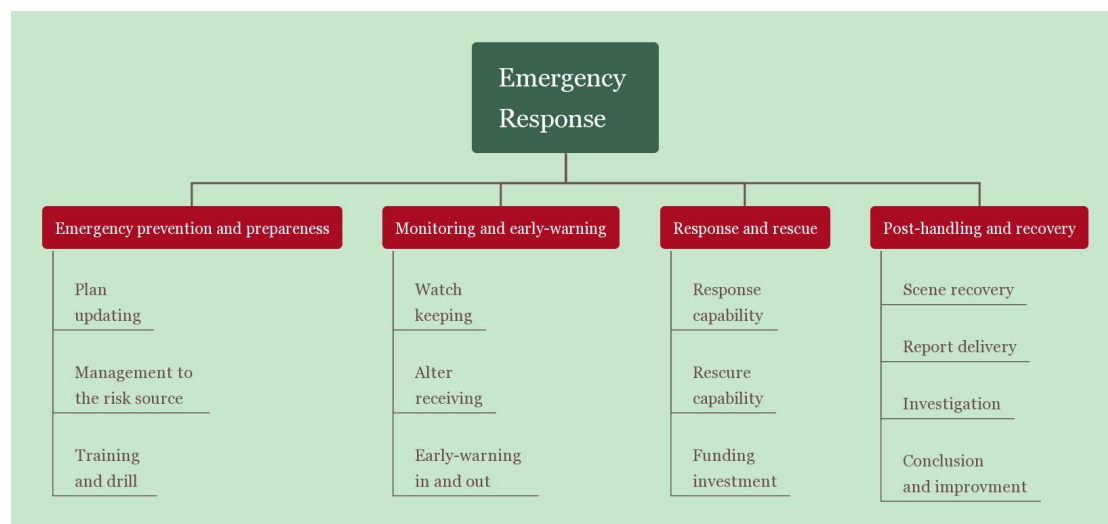 Emergency
Response
Emergency prevention and prepareness
Plan
updating
Management to
the risk source
Training
and drill
Monitoring and early-warning
Watch
keeping
Alter
receiving
Early-warning
in and out
Response and rescue
Response
capability
Rescure
capability
Funding
investment
Post-handling and recovery
Scene recovery
Report delivery
Investigation
Conclusion
and improvment